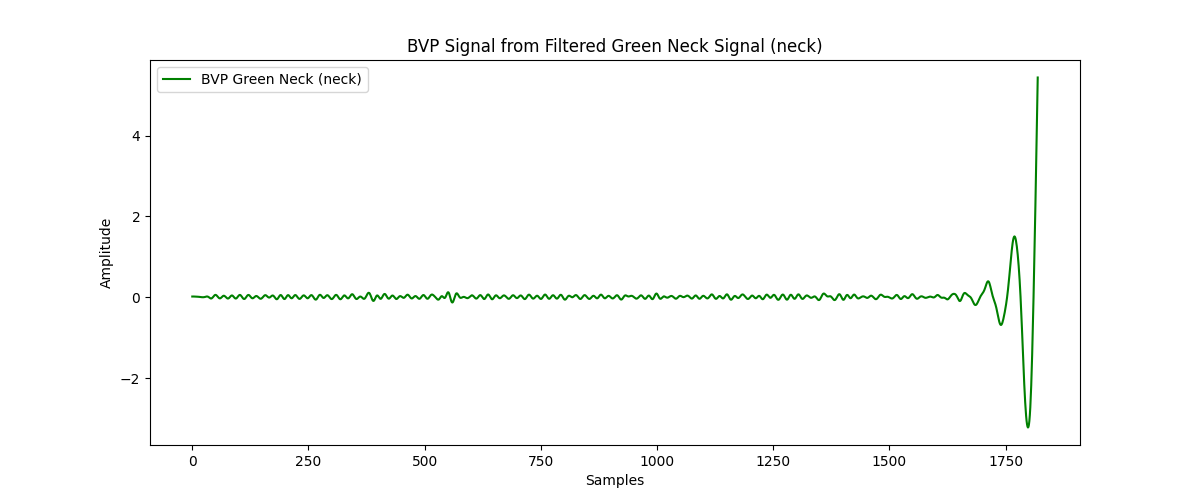 BVP Signal from Filtered Green Neck Signal (neck)
BVP Green Neck (neck)
4
2
0
−2
Amplitude
0 250 500 750 1000 1250 1500 1750
Samples